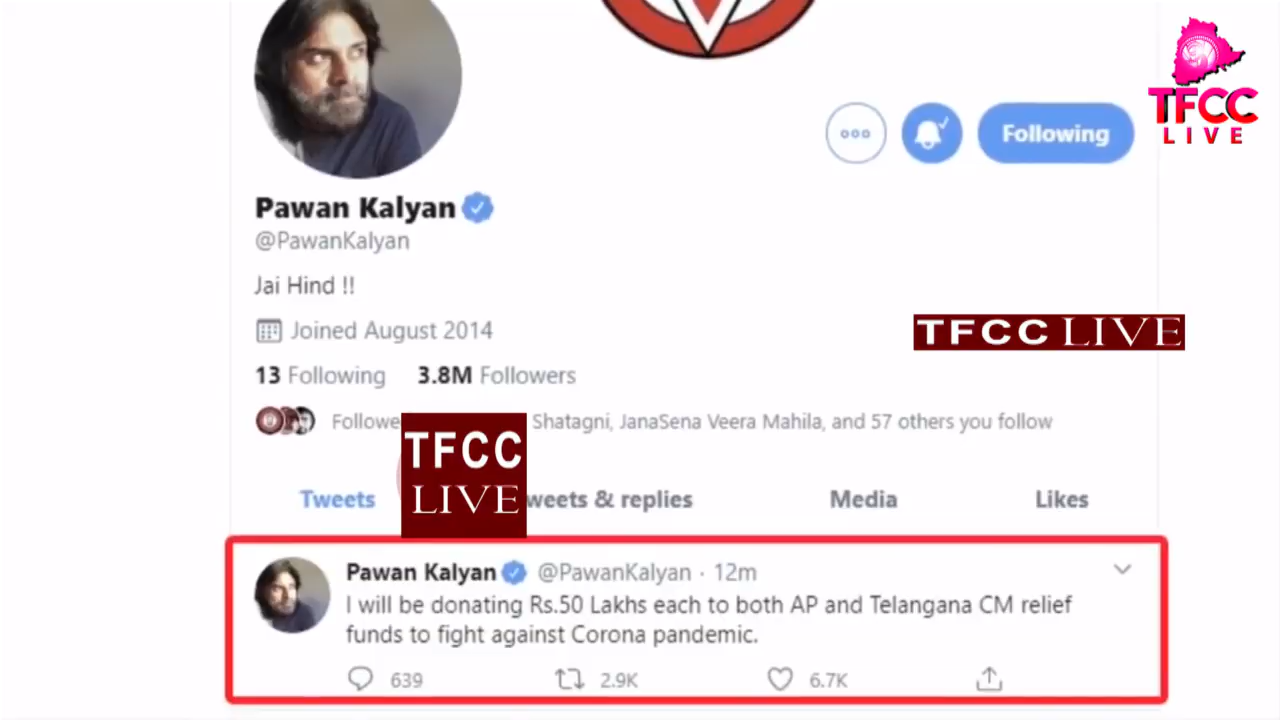 TFCC
LIVE
Following
Pawan Kalyan
@PawanKalyan
Jai Hind !!
Joined August 2014
TFCC LIVE
13 Following 3.8M Followers
Followe Shatagni, JanaSena Veera Mahila, and 57 others you follow
TFCC
LIVE
Tweets weets & replies Media Likes
Pawan Kalyan @PawanKalyan · 12m
I will be donating Rs.50 Lakhs each to both AP and Telangana CM relief
funds to fight against Corona pandemic.
639 2.9K 6.7K